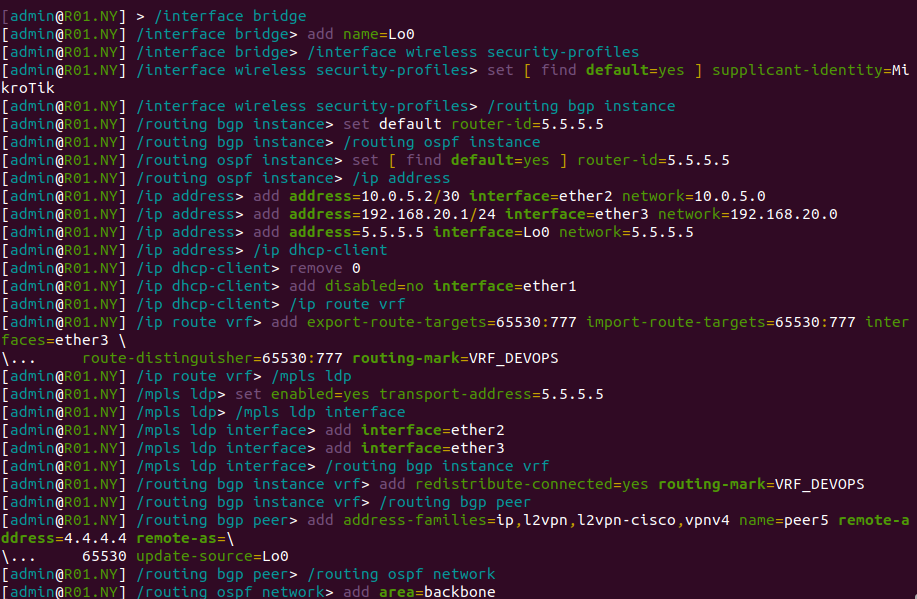 [admin@R01.NY] > /interface bridge
[admin@R01.NY] /interface bridge> add name=Lo0
[admin@R01.NY] /interface bridge> /interface wireless security-profiles
[admin@R01.NY] /interface wireless security-profiles> set [ find default=yes ] supplicant-identity=Mi
kroTik
[admin@R01.NY] /interface wireless security-profiles> /routing bgp instance
[admin@R01.NY] /routing bgp instance> set default router-id=5.5.5.5
[admin@R01.NY] /routing bgp instance> /routing ospf instance
[admin@R01.NY] /routing ospf instance> set [ find default=yes ] router-id=5.5.5.5
[admin@R01.NY] /routing ospf instance> /ip address
[admin@R01.NY] /ip address> add address=10.0.5.2/30 interface=ether2 network=10.0.5.0
[admin@R01.NY] /ip address> add address=192.168.20.1/24 interface=ether3 network=192.168.20.0
[admin@R01.NY] /ip address> add address=5.5.5.5 interface=Lo0 network=5.5.5.5
[admin@R01.NY] /ip address> /ip dhcp-client
[admin@R01.NY] /ip dhcp-client> remove 0
[admin@R01.NY] /ip dhcp-client> add disabled=no interface=ether1
[admin@R01.NY] /ip dhcp-client> /ip route vrf
[admin@R01.NY] /ip route vrf> add export-route-targets=65530:777 import-route-targets=65530:777 inter
faces=ether3 \
\...     route-distinguisher=65530:777 routing-mark=VRF_DEVOPS
[admin@R01.NY] /ip route vrf> /mpls ldp
[admin@R01.NY] /mpls ldp> set enabled=yes transport-address=5.5.5.5
[admin@R01.NY] /mpls ldp> /mpls ldp interface
[admin@R01.NY] /mpls ldp interface> add interface=ether2
[admin@R01.NY] /mpls ldp interface> add interface=ether3
[admin@R01.NY] /mpls ldp interface> /routing bgp instance vrf
[admin@R01.NY] /routing bgp instance vrf> add redistribute-connected=yes routing-mark=VRF_DEVOPS
[admin@R01.NY] /routing bgp instance vrf> /routing bgp peer
[admin@R01.NY] /routing bgp peer> add address-families=ip,l2vpn,l2vpn-cisco,vpnv4 name=peer5 remote-a
ddress=4.4.4.4 remote-as=\
\...     65530 update-source=Lo0
[admin@R01.NY] /routing bgp peer> /routing ospf network
[admin@R01.NY] /routing ospf network> add area=backbone